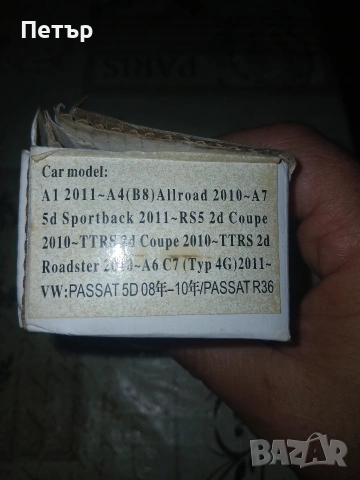 Петър
PARIS
Car model:
A1 2011~A4(B8)Allroad 2010~A7
5d Sportback 2011~RS5 2d Coupe
2010~TTRS 2d Coupe 2010~TTRS 2d
Roadster 2010~A6 C7 (Typ 4G)2011~
VW:PASSAT 5D 08年-10年/PASSAT R36
BAZAR